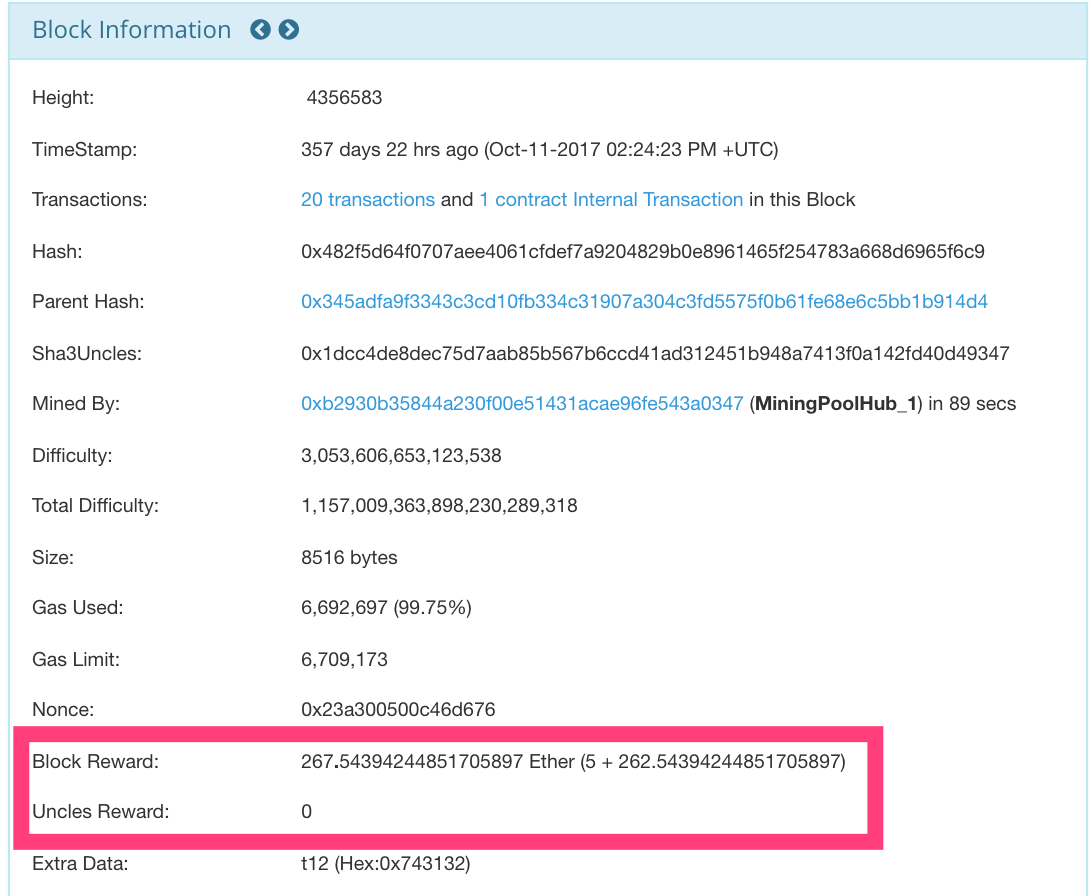 Block Information
Height: 4356583
TimeStamp: 357 days 22 hrs ago (Oct-11-2017 02:24:23 PM +UTC)
Transactions: 20 transactions and 1 contract Internal Transaction in this Block
Hash: 0x482f5d64f0707aee4061cfdef7a9204829b0e8961465f254783a668d6965f6c9
Parent Hash: 0x345adfa9f3343c3cd10fb334c31907a304c3fd5575f0b61fe68e6c5bb1b914d4
Sha3Uncles: 0x1dcc4de8dec75d7aab85b567b6ccd41ad312451b948a7413f0a142fd40d49347
Mined By: 0xb2930b35844a230f00e51431acae96fe543a0347 (MiningPoolHub_1) in 89 secs
Difficulty: 3,053,606,653,123,538
Total Difficulty: 1,157,009,363,898,230,289,318
Size: 8516 bytes
Gas Used: 6,692,697 (99.75%)
Gas Limit: 6,709,173
Nonce: 0x23a300500c46d676
Block Reward: 267.54394244851705897 Ether (5 + 262.54394244851705897)
Uncles Reward: 0
Extra Data: t12 (Hex:0x743132)